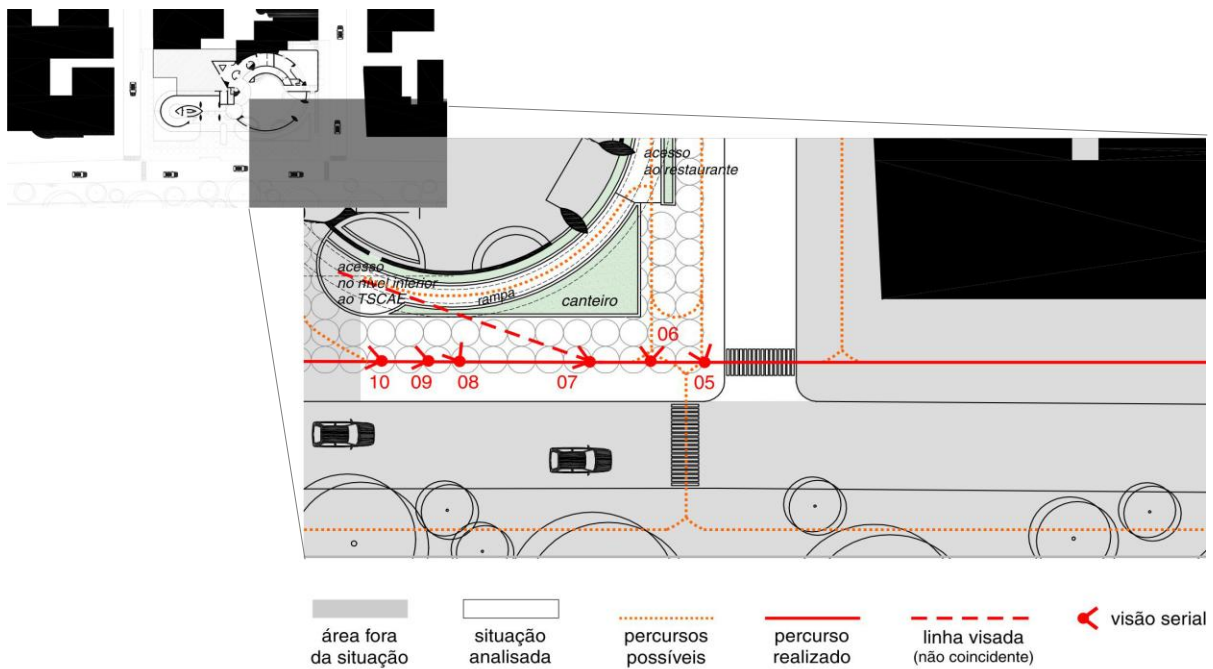 acesso
ao restaurante
acesso
no nível inferior
ao TSCAE
rampa
canteiro
06
10
09
08
07
05
área fora
da situação
situação
analisada
percursos
possíveis
percurso
realizado
linha visada
(não coincidente)
visão serial